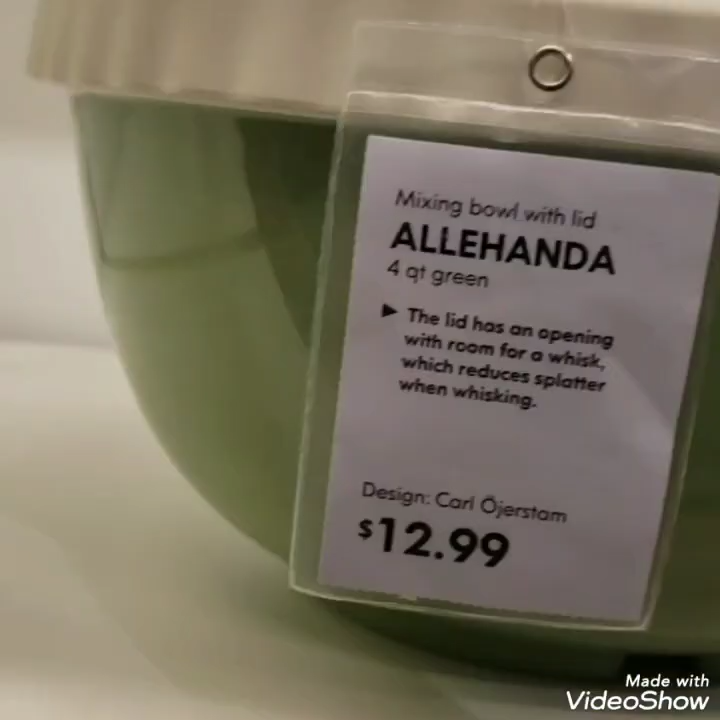 Mixing bowl with lid
ALLEHANDA
4 qt green
► The lid has an opening
with room for a whisk,
which reduces splatter
when whisking.
Design: Carl Öjerstam
$12.99
Made with
VideoShow